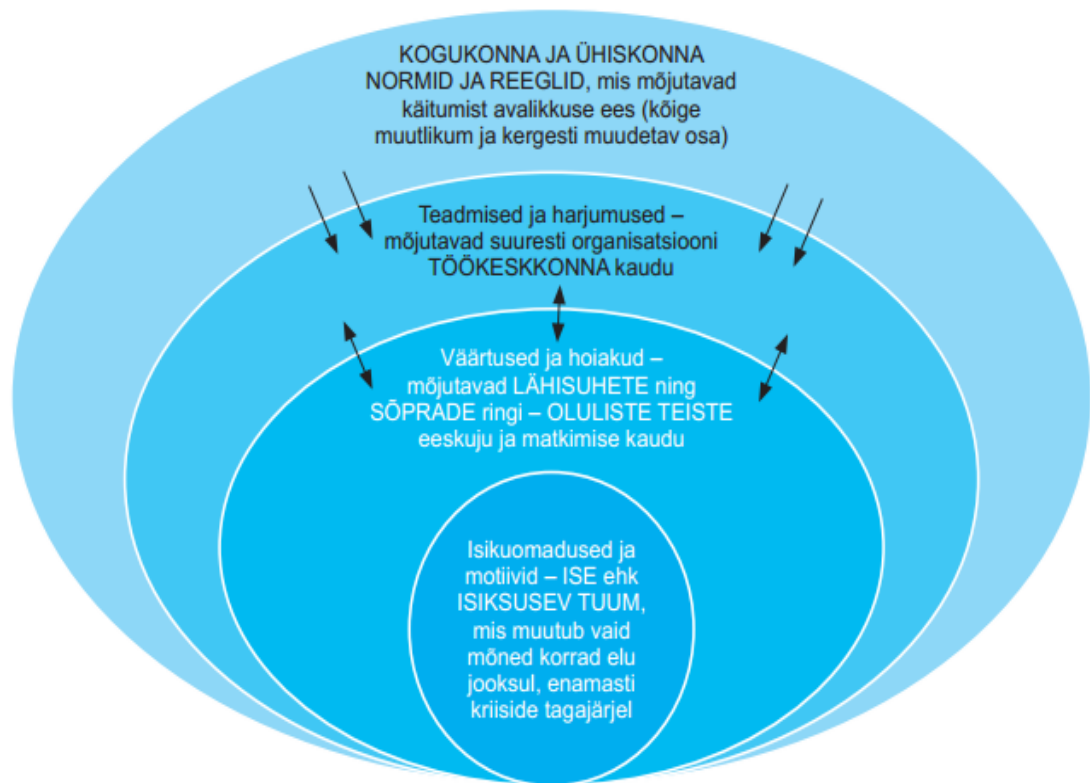 KOGUKONNA JA ÜHISKONNA
NORMID JA REEGLID, mis mõjutavad
käitumist avalikkuse ees (kõige
muutlikum ja kergesti muudetav osa)
Teadmised ja harjumused –
mõjutavad suuresti organisatsiooni
TÖÖKESKKONNA kaudu
Väärtused ja hoiakud –
mõjutavad LÄHISUHETE ning
SÕPRADE ringi – OLULISTE TEISTE
eeskuju ja matkimise kaudu
Isikuomadused ja
motiivid – ISE ehk
ISIKSUSEV TUUM,
mis muutub vaid
mõned korrad elu
jooksul, enamasti
kriiside tagajärjel